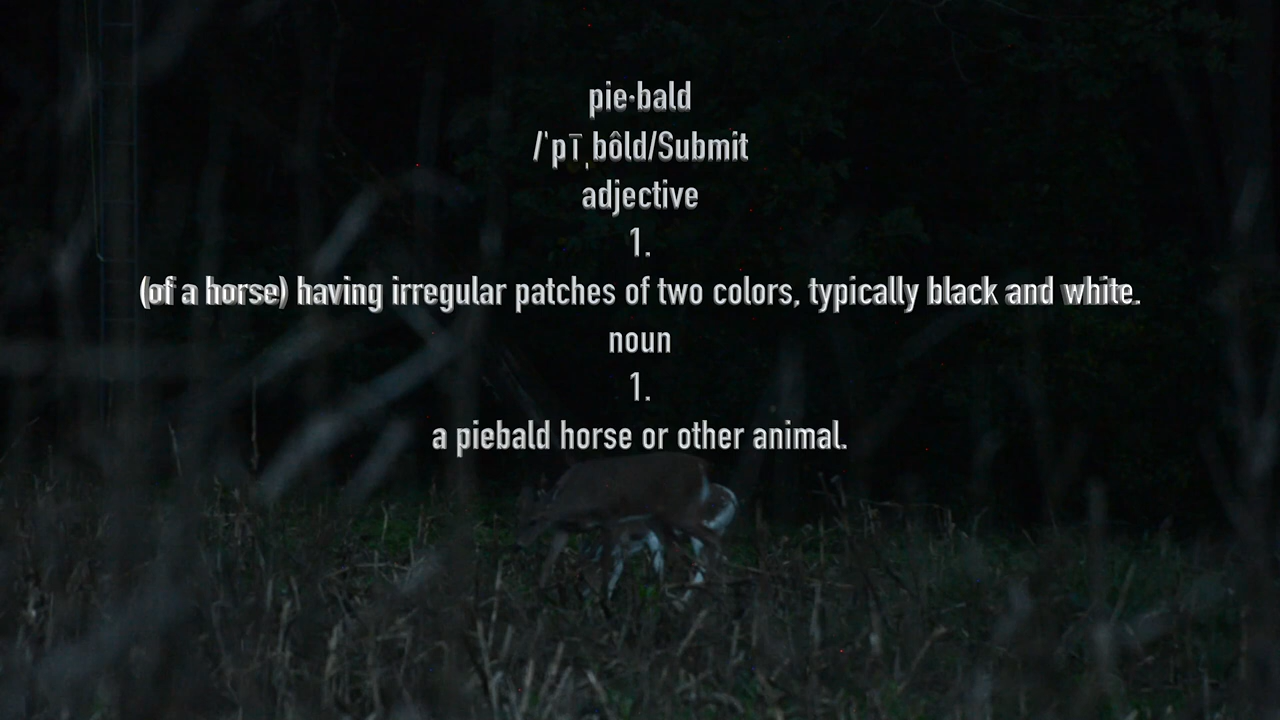 pie·bald
/ˈpīˌbôld/Submit
adjective
1.
(of a horse) having irregular patches of two colors, typically black and white.
noun
1.
a piebald horse or other animal.